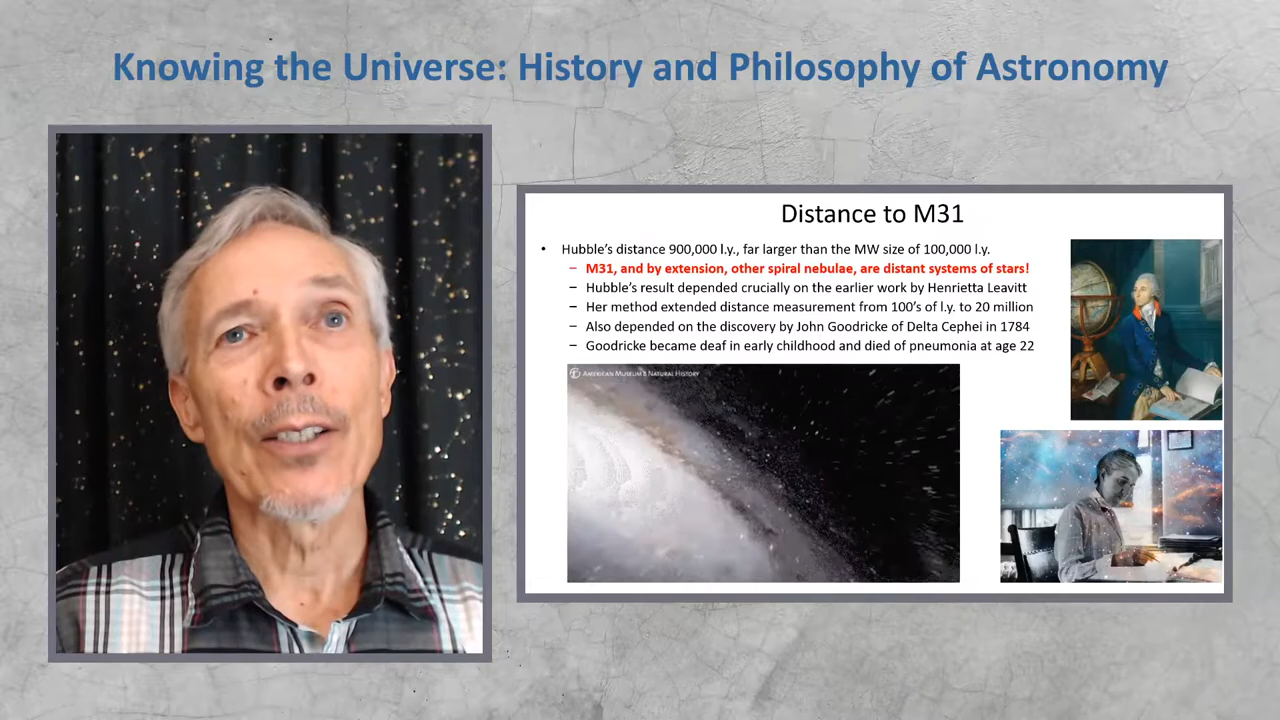 Knowing the Universe: History and Philosophy of Astronomy
Distance to M31
• Hubble's distance 900,000 l.y., far larger than the MW size of 100,000 l.y.
– M31, and by extension, other spiral nebulae, are distant systems of stars!
– Hubble's result depended crucially on the earlier work by Henrietta Leavitt
– Her method extended distance measurement from 100's of l.y. to 20 million
– Also depended on the discovery by John Goodricke of Delta Cephei in 1784
– Goodricke became deaf in early childhood and died of pneumonia at age 22
American Museum & Natural History